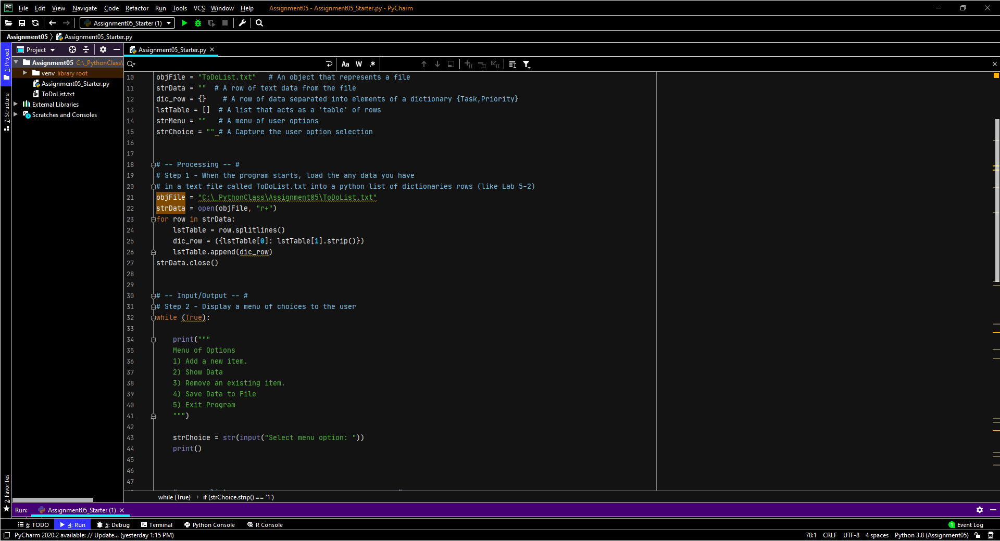 PC File Edit View Navigate Code Refactor Run Tools VCS Window Help Assignment05 - Assignment05_Starter.py - PyCharm
Assignment05_Starter (1)
Assignment05 Assignment05_Starter.py
1: Project
7: Structure
2: Favorites
Project
Assignment05 C:\_PythonClass\
venv library root
Assignment05_Starter.py
ToDoList.txt
External Libraries
Scratches and Consoles
Assignment05_Starter.py
Aa W .*
10 objFile = "ToDoList.txt"   # An object that represents a file
11 strData = ""  # A row of text data from the file
12 dic_row = {}    # A row of data separated into elements of a dictionary {Task,Priority}
13 lstTable = []  # A list that acts as a 'table' of rows
14 strMenu = ""   # A menu of user options
15 strChoice = "" # A Capture the user option selection
16
17
18 # -- Processing -- #
19 # Step 1 - When the program starts, load the any data you have
20 # in a text file called ToDoList.txt into a python list of dictionaries rows (like Lab 5-2)
21 objFile = "C:\_PythonClass\Assignment05\ToDoList.txt"
22 strData = open(objFile, "r+")
23 for row in strData:
24     lstTable = row.splitlines()
25     dic_row = ({lstTable[0]: lstTable[1].strip()})
26     lstTable.append(dic_row)
27 strData.close()
28
29
30 # -- Input/Output -- #
31 # Step 2 - Display a menu of choices to the user
32 while (True):
33
34     print("""
35     Menu of Options
36     1) Add a new item.
37     2) Show Data
38     3) Remove an existing item.
39     4) Save Data to File
40     5) Exit Program
41     """)
42
43     strChoice = str(input("Select menu option: "))
44     print()
45
46
47
while (True) › if (strChoice.strip() == '1')
Run: Assignment05_Starter (1)
6: TODO 4: Run 5: Debug Terminal Python Console R Console 1 Event Log
PyCharm 2020.2 available: // Update... (yesterday 1:15 PM) 78:1 CRLF UTF-8 4 spaces Python 3.8 (Assignment05)